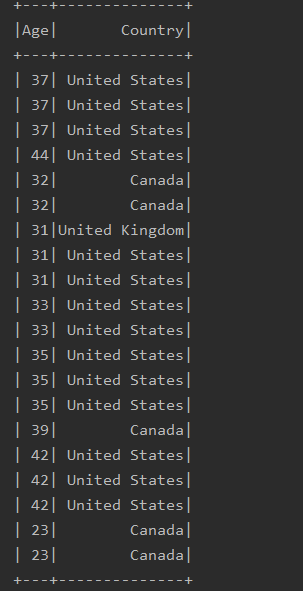 +---+--------------+
|Age|       Country|
+---+--------------+
| 37| United States|
| 37| United States|
| 37| United States|
| 44| United States|
| 32|        Canada|
| 32|        Canada|
| 31|United Kingdom|
| 31| United States|
| 31| United States|
| 33| United States|
| 33| United States|
| 35| United States|
| 35| United States|
| 35| United States|
| 39|        Canada|
| 42| United States|
| 42| United States|
| 42| United States|
| 23|        Canada|
| 23|        Canada|
+---+--------------+